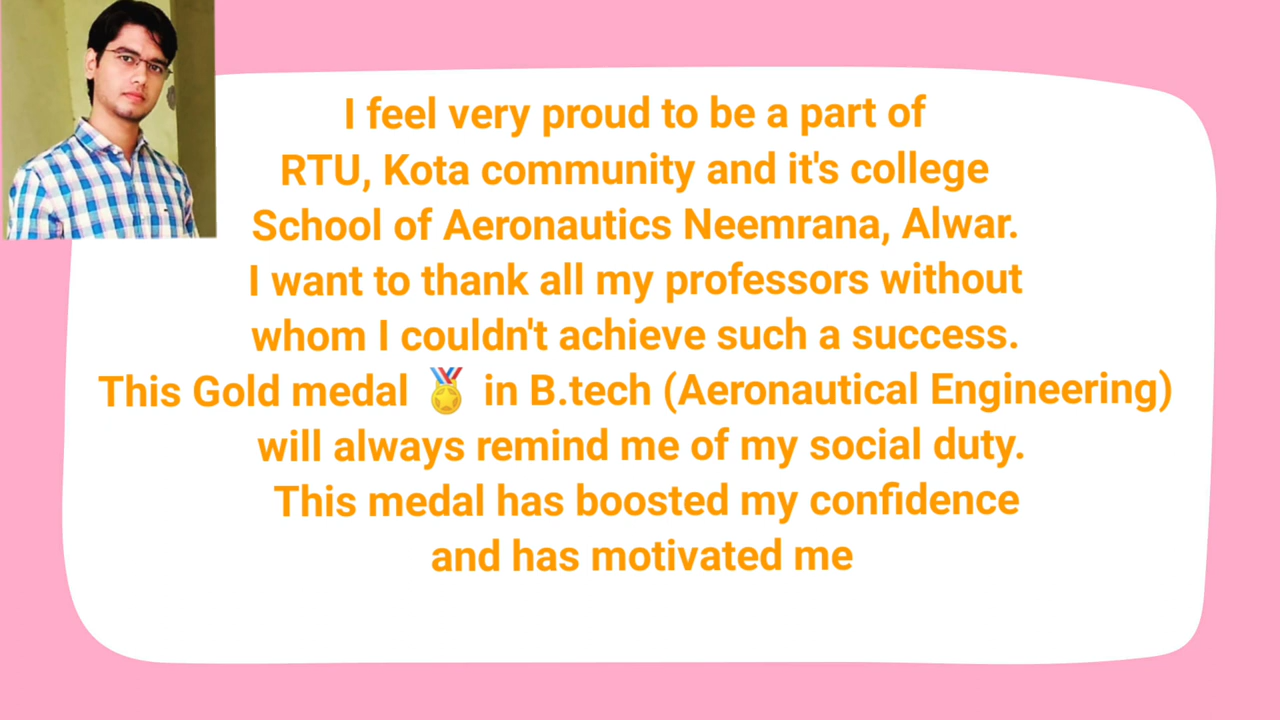 I feel very proud to be a part of
RTU, Kota community and it's college
School of Aeronautics Neemrana, Alwar.
I want to thank all my professors without
whom I couldn't achieve such a success.
This Gold medal 🏅 in B.tech (Aeronautical Engineering)
will always remind me of my social duty.
This medal has boosted my confidence
and has motivated me